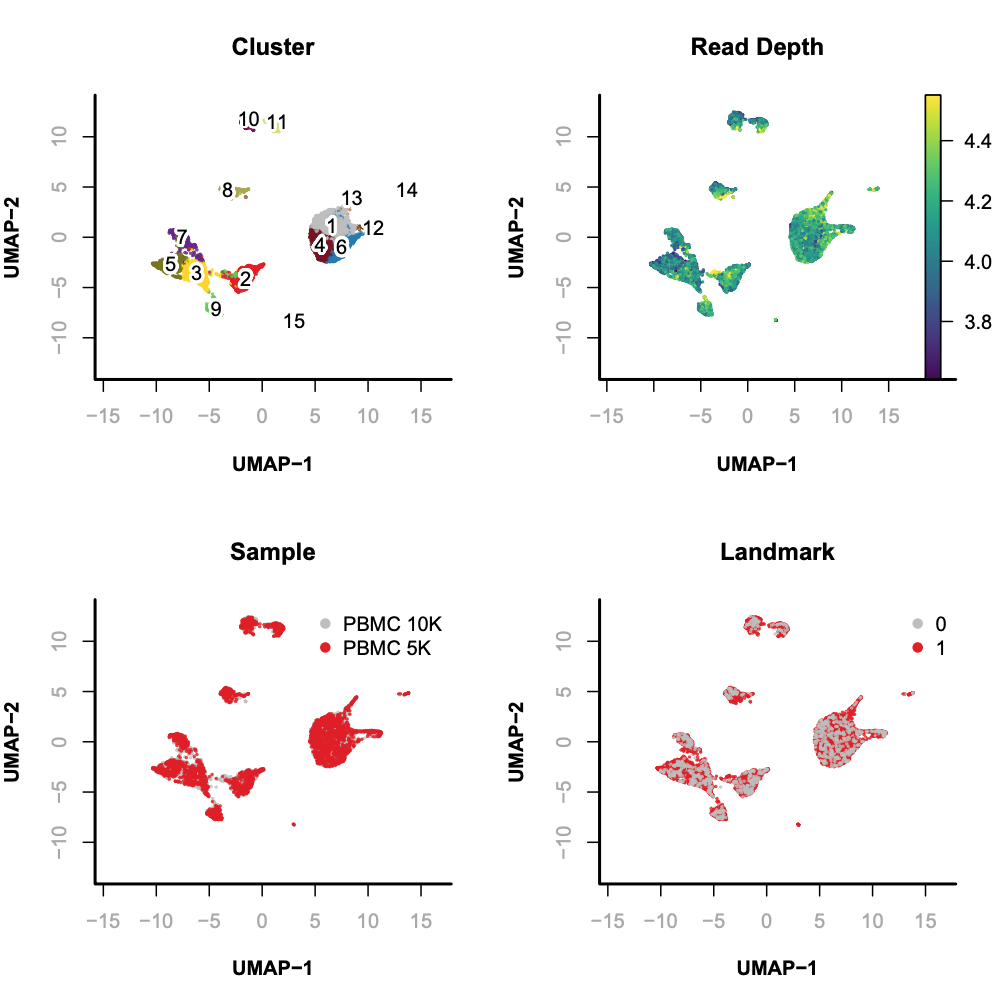 Cluster
UMAP−2
10
5
0
−5
−10
10 11
8
13
14
1
12
7
4
6
5
3
2
9
15
−15 −10 −5 0 5 10 15
UMAP−1
Read Depth
UMAP−2
10
5
0
−5
−10
4.4
4.2
4.0
3.8
−15 −5 0 5 10 15
UMAP−1
Sample
UMAP−2
10
5
0
−5
−10
PBMC 10K
PBMC 5K
−15 −10 −5 0 5 10 15
UMAP−1
Landmark
UMAP−2
10
5
0
−5
−10
0
1
−15 −10 −5 0 5 10 15
UMAP−1